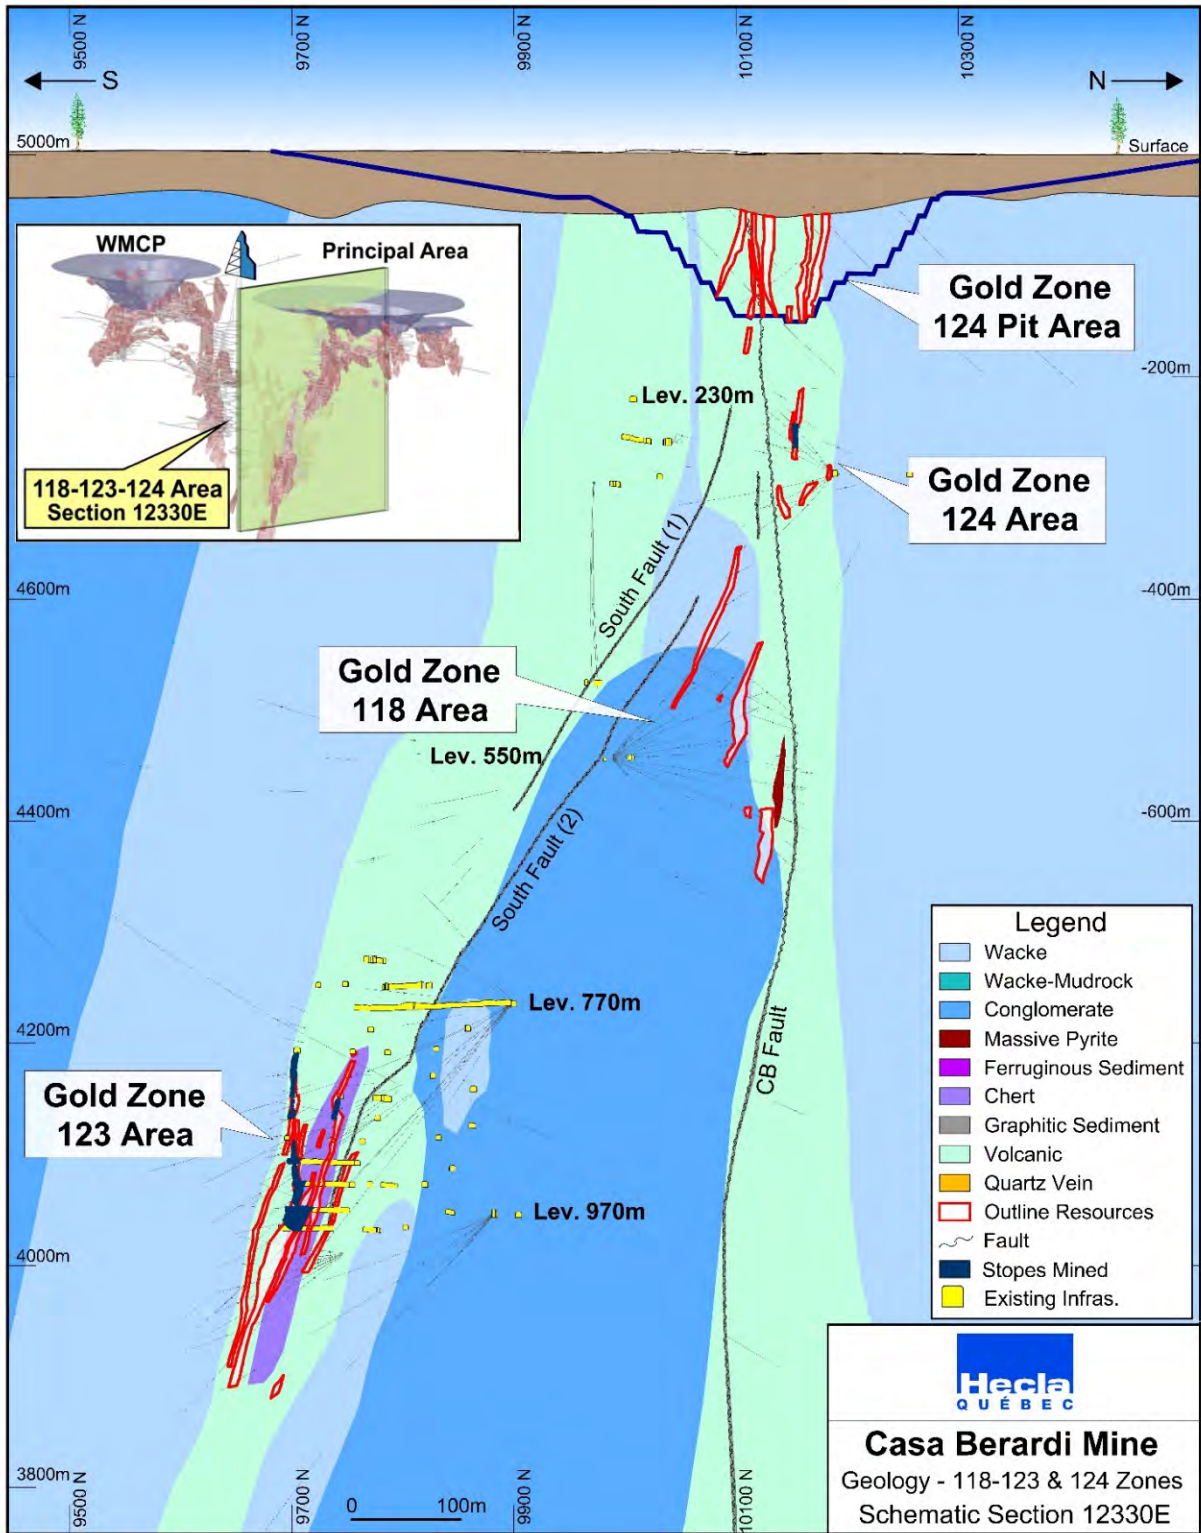 9500 N
9700 N
9900 N
10100 N
10300 N
S
N
5000m
Surface
WMCP
Principal Area
118-123-124 Area
Section 12330E
Gold Zone
124 Pit Area
-200m
Lev. 230m
Gold Zone
124 Area
South Fault (1)
4600m
-400m
Gold Zone
118 Area
Lev. 550m
4400m
-600m
South Fault (2)
Lev. 770m
4200m
CB Fault
Gold Zone
123 Area
Lev. 970m
4000m
Legend
Wacke
Wacke-Mudrock
Conglomerate
Massive Pyrite
Ferruginous Sediment
Chert
Graphitic Sediment
Volcanic
Quartz Vein
Outline Resources
Fault
Stopes Mined
Existing Infras.
3800m
9500 N
9700 N
0 100m
9900 N
10100 N
Hecla
QUÉBEC
Casa Berardi Mine
Geology - 118-123 & 124 Zones
Schematic Section 12330E